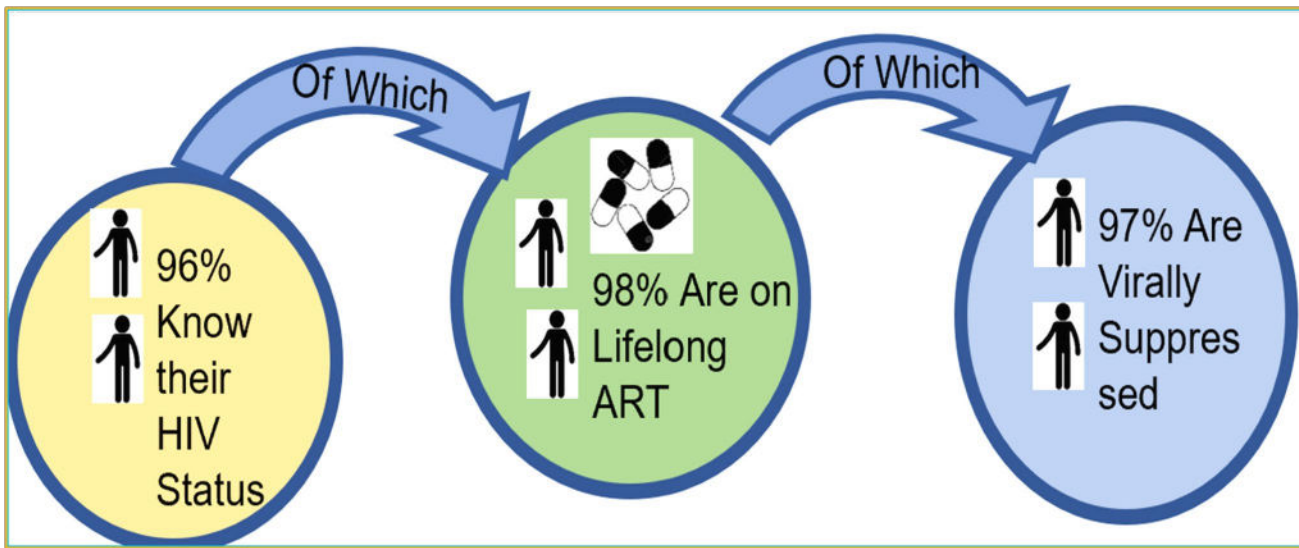 Of Which
Of Which
96%
Know
their
HIV
Status
98% Are on
Lifelong
ART
97% Are
Virally
Suppres
sed